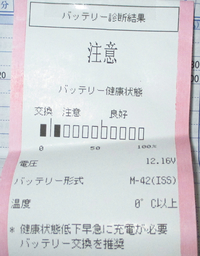 バッテリー診断結果
注意
バッテリー健康状態
交換 注意 良好
0 50 100%
電圧 12.16V
バッテリー形式 M-42(ISS)
温度 0°C以上
* 健康状態低下早急に充電が必要
バッテリー交換を推奨